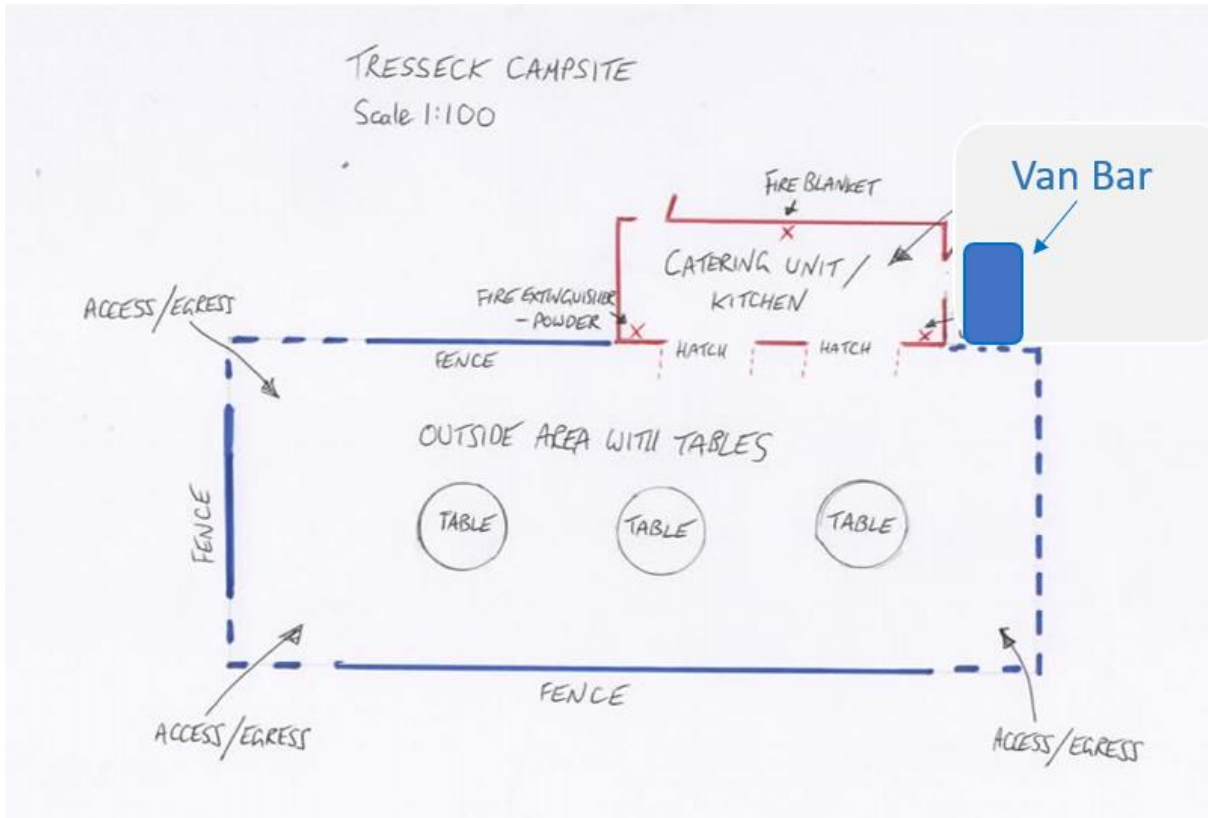 TRESSECK CAMPSITE
Scale 1:100
Van Bar
FIRE BLANKET
CATERING UNIT /
KITCHEN
ACCESS/EGRESS
FIRE EXTINGUISHER
- POWDER
FENCE
HATCH
HATCH
OUTSIDE AREA WITH TABLES
FENCE
TABLE
TABLE
TABLE
FENCE
ACCESS/EGRESS
ACCESS/EGRESS